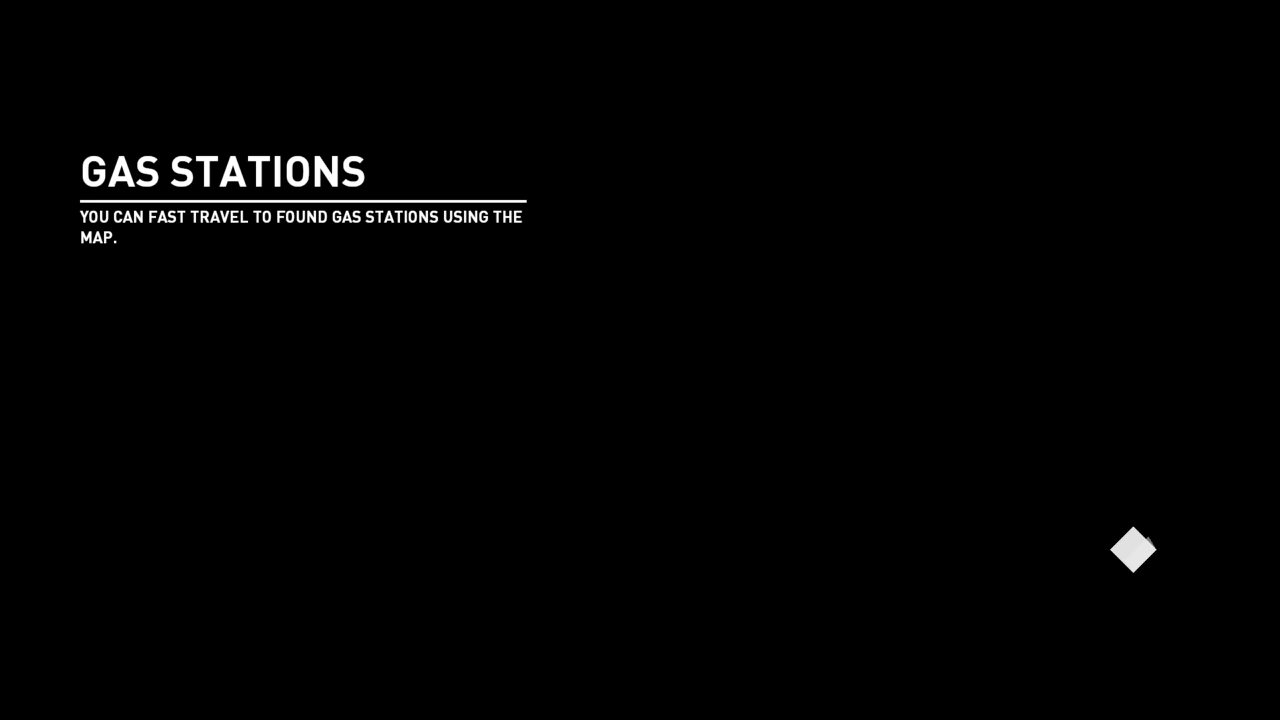 GAS STATIONS
YOU CAN FAST TRAVEL TO FOUND GAS STATIONS USING THE
MAP.